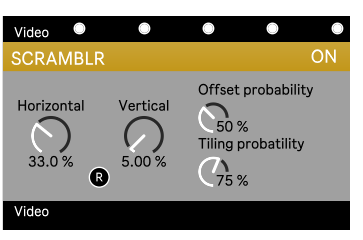 Video
SCRAMBLR ON
Offset probability
Horizontal Vertical
50 %
Tiling probatility
33.0 % 5.00 %
R
75 %
Video